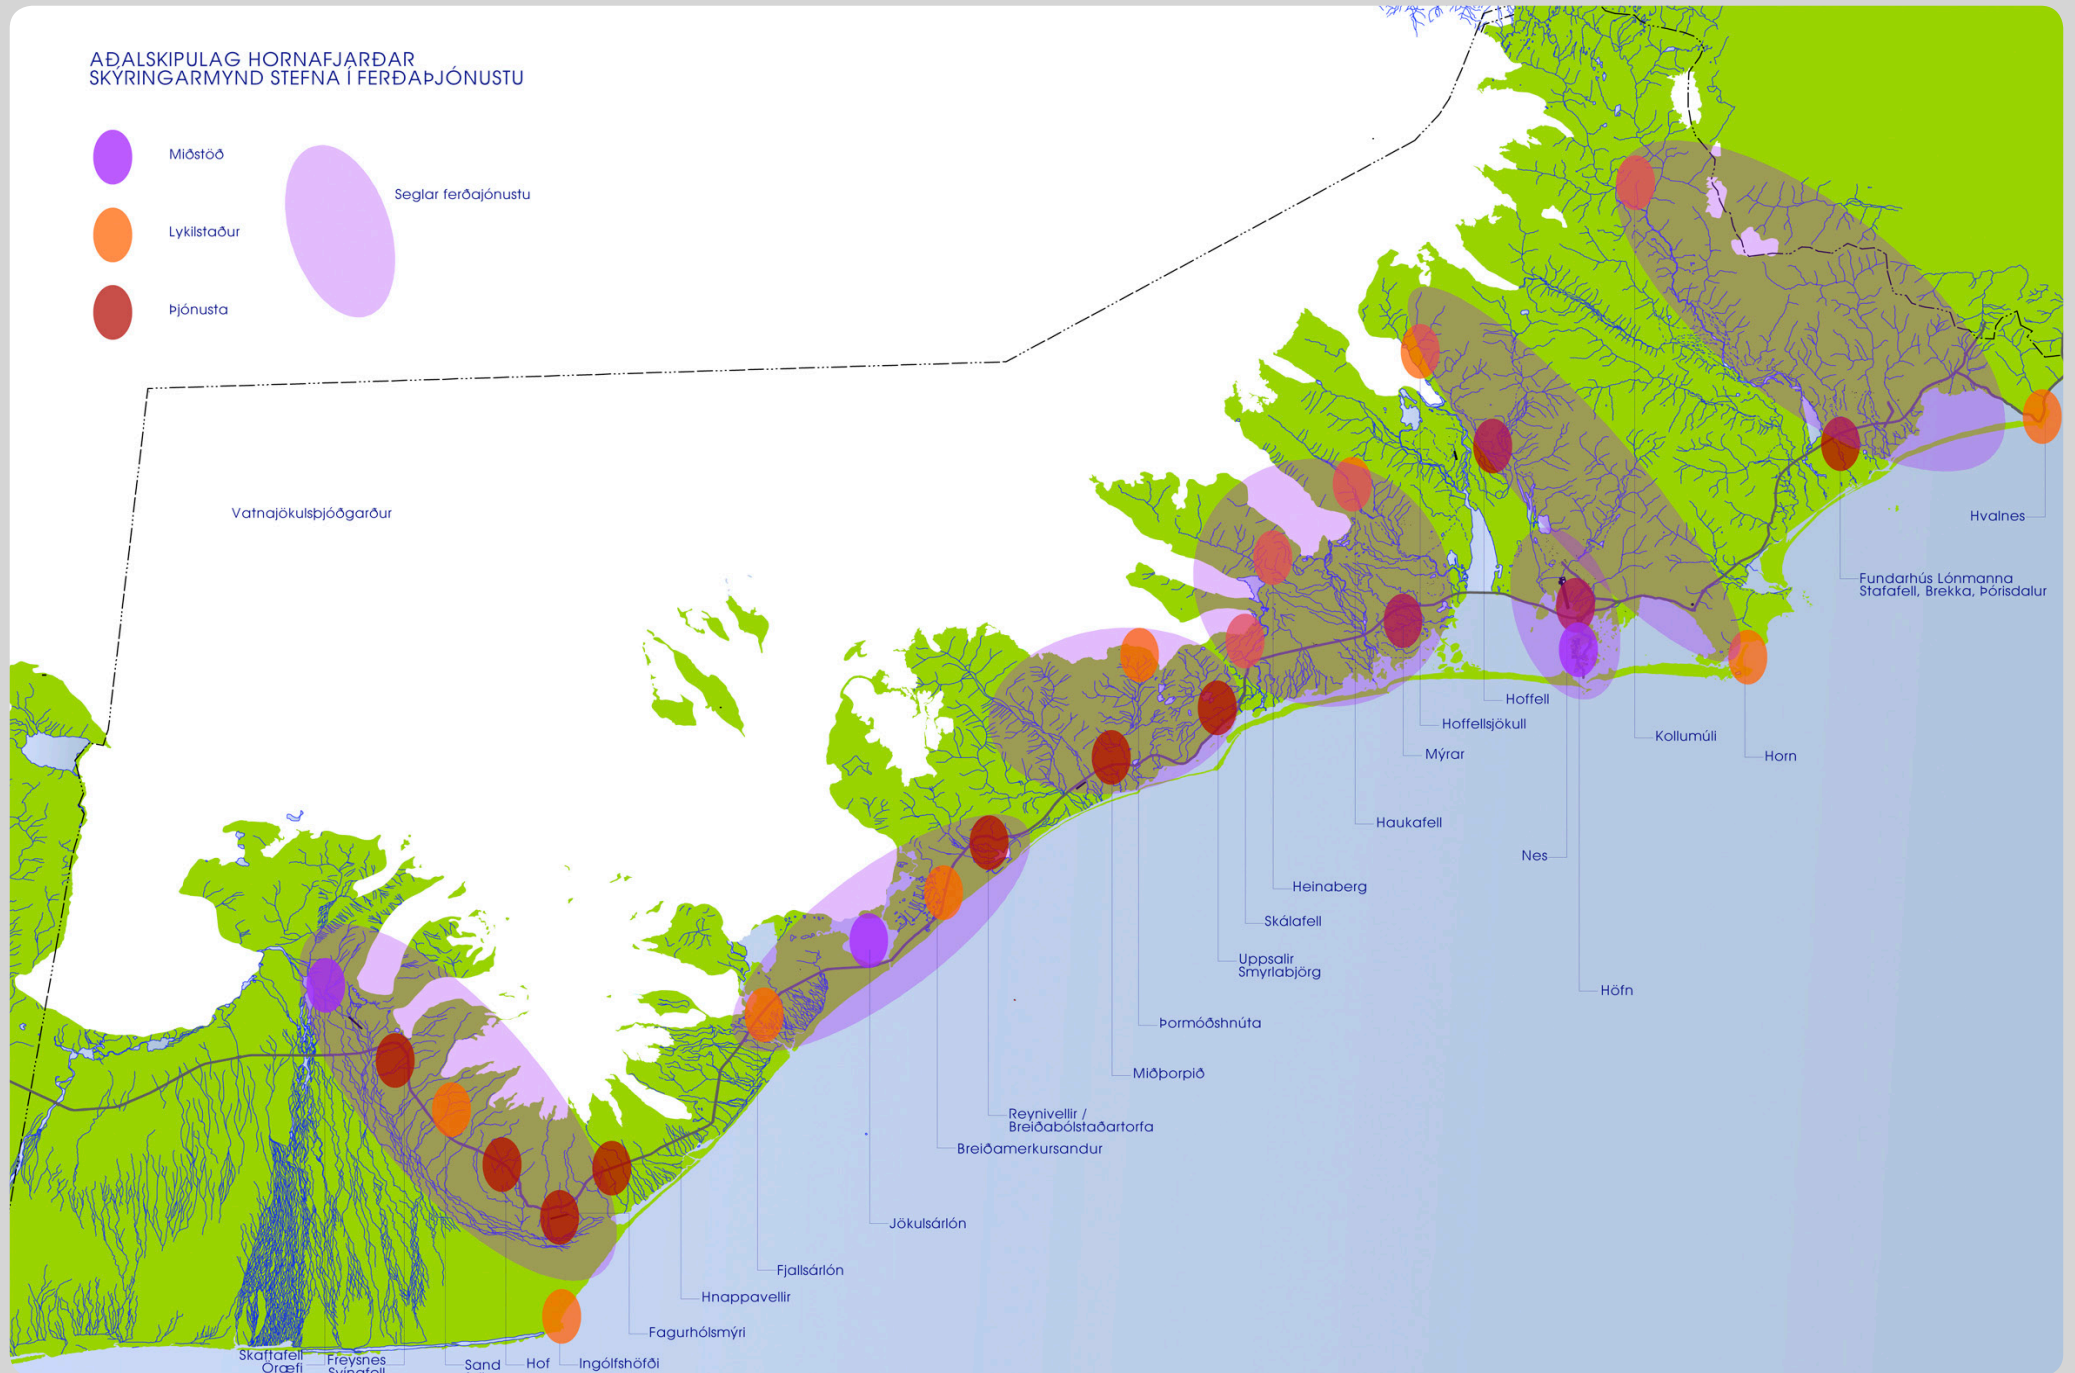 AÐALSKIPULAG HORNAFJARÐAR
SKÝRINGARMYND STEFNA Í FERÐAÞJÓNUSTU
Miðstöð
Seglar ferðajónustu
Lykilstaður
Þjónusta
Vatnajökulsþjóðgarður
Hvalnes
Fundarhús Lónmanna
Stafafell, Brekka, Þórisdalur
Hoffell
Hoffellsjökull
Kollumúli
Mýrar
Horn
Haukafell
Nes
Heinaberg
Skálafell
Uppsalir
Smyrlabjörg
Höfn
Þormóðshnúta
Miðþorpið
Reynivellir /
Breiðabólstaðartorfa
Breiðamerkursandur
Jökulsárlón
Fjallsárlón
Hnappavellir
Fagurhólsmýri
Skaftafell
Öræfi
Freysnes
Svínafell
Sand
Hof
Ingólfshöfði